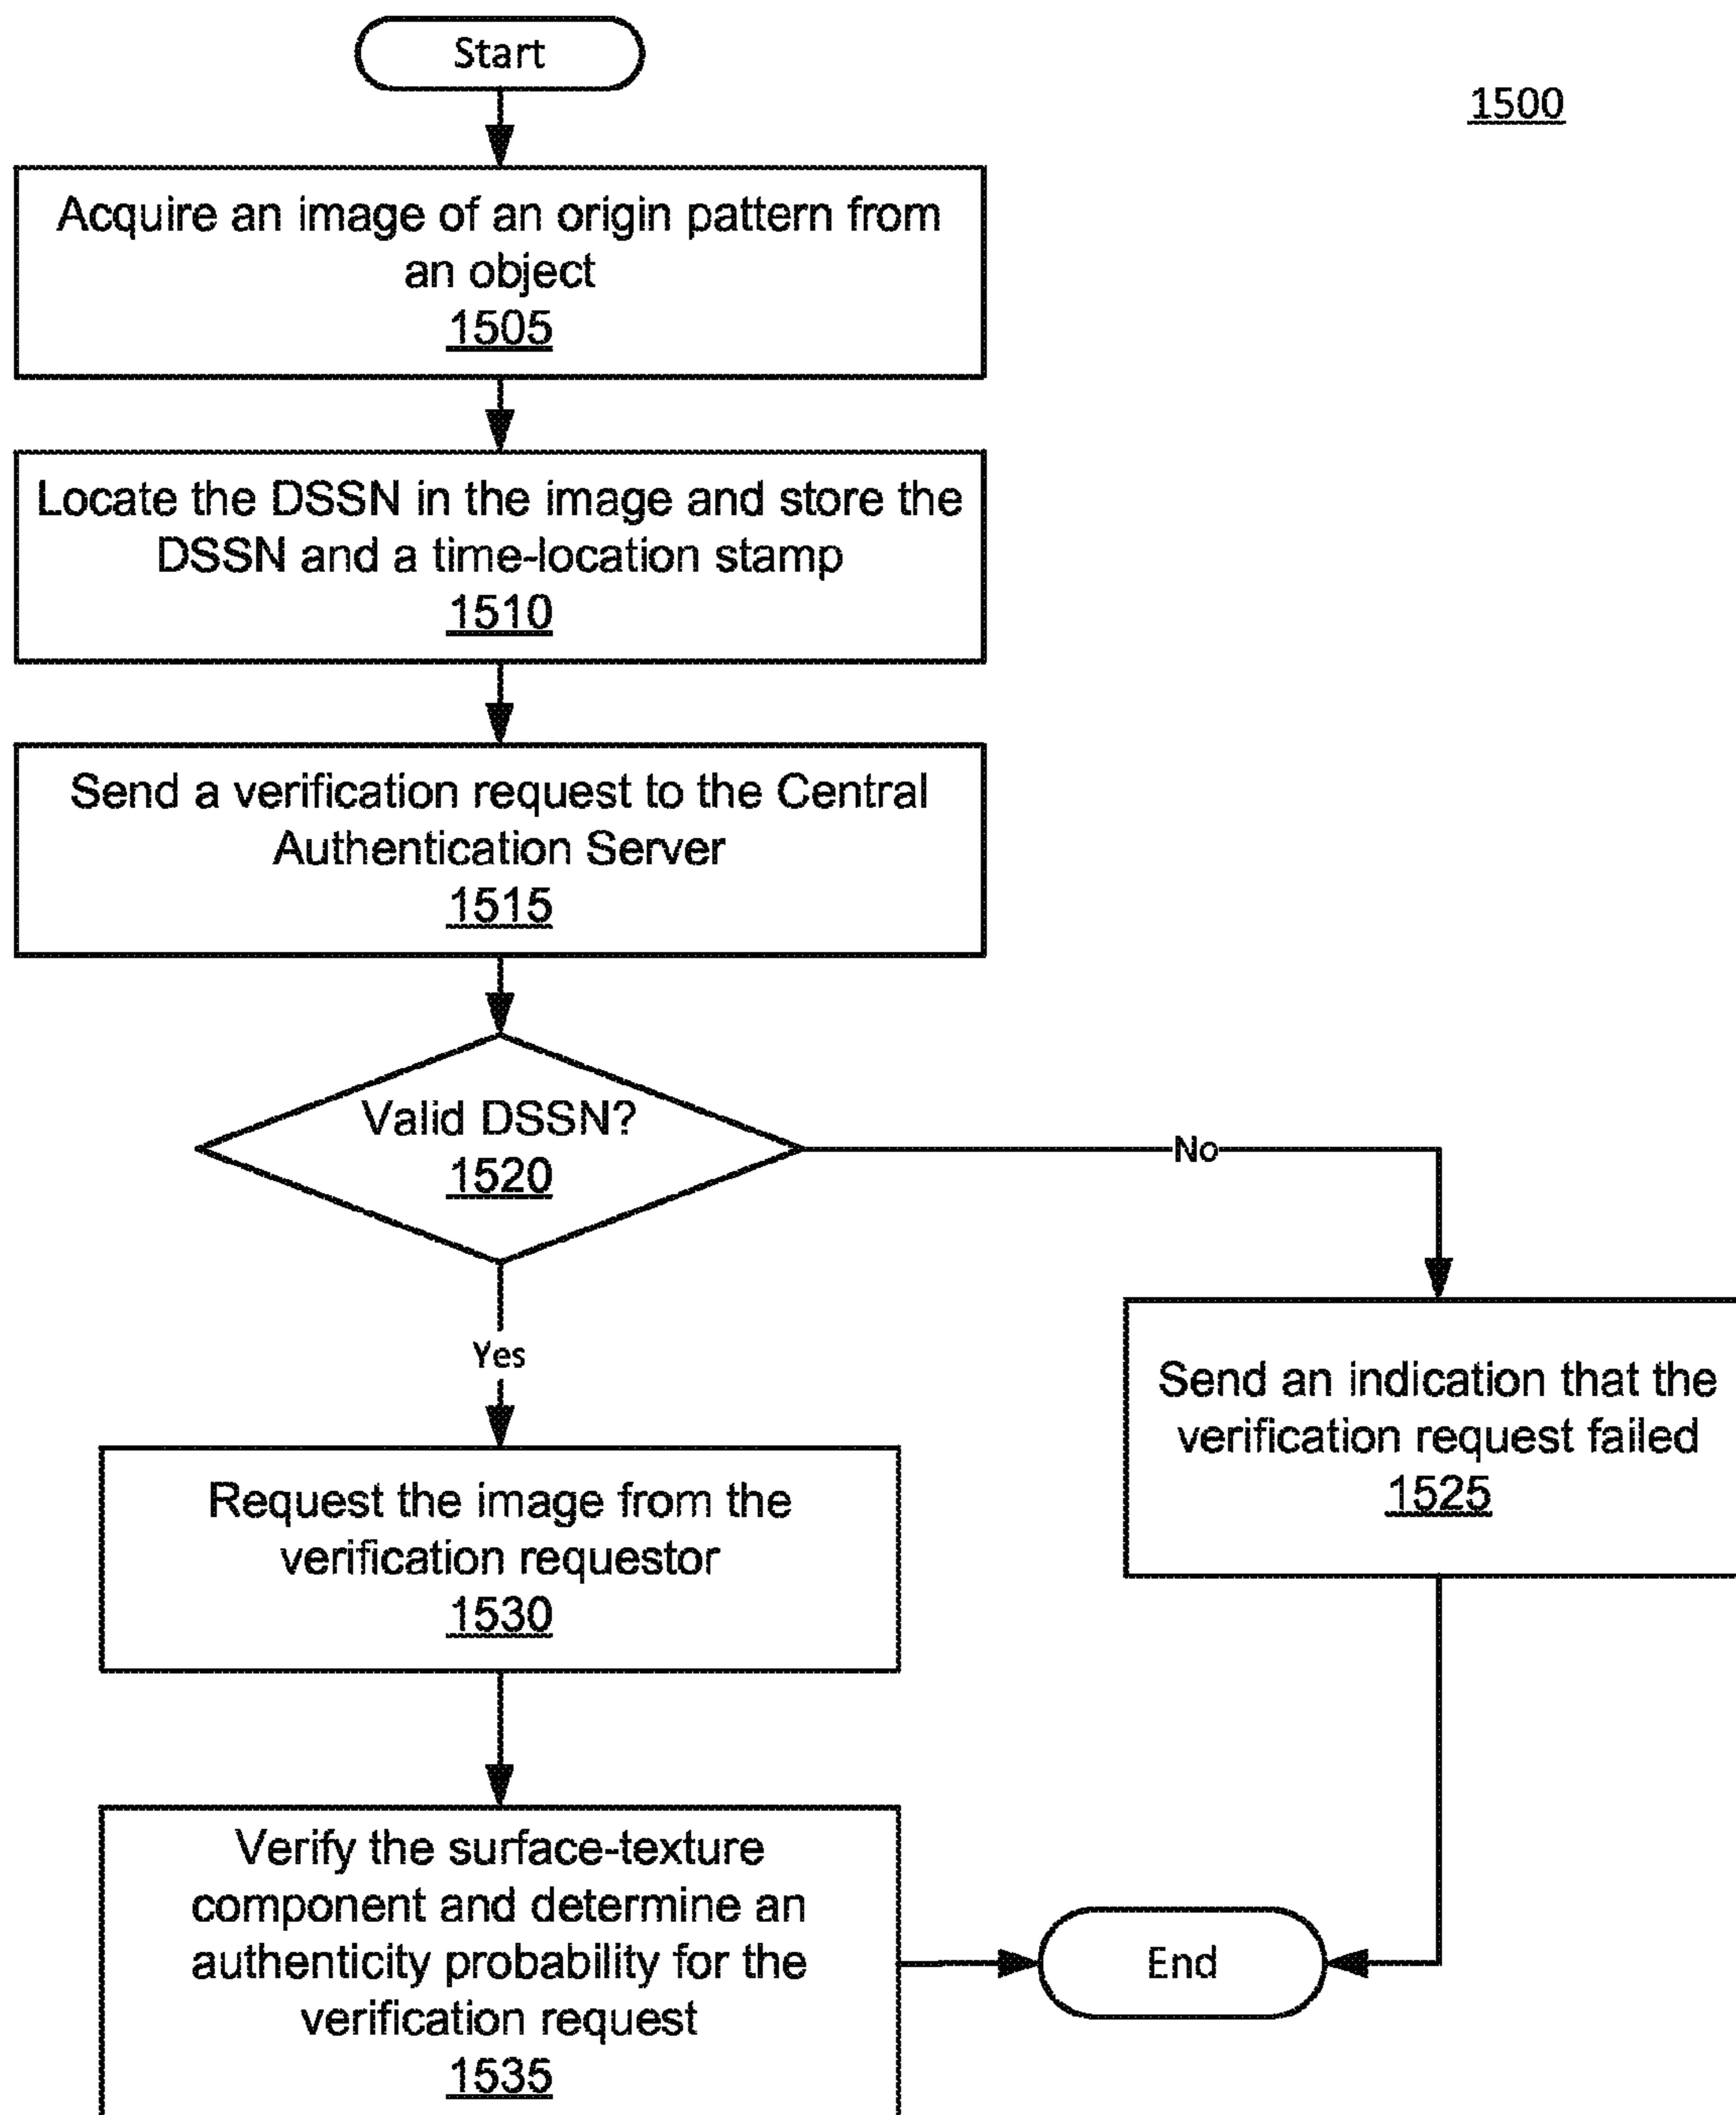 Start
1500
Acquire an image of an origin pattern from
an object
1505
Locate the DSSN in the image and store the
DSSN and a time-location stamp
1510
Send a verification request to the Central
Authentication Server
1515
Valid DSSN?
1520
No
Yes
Send an indication that the
verification request failed
1525
Request the image from the
verification requestor
1530
Verify the surface-texture
component and determine an
authenticity probability for the
verification request
1535
End